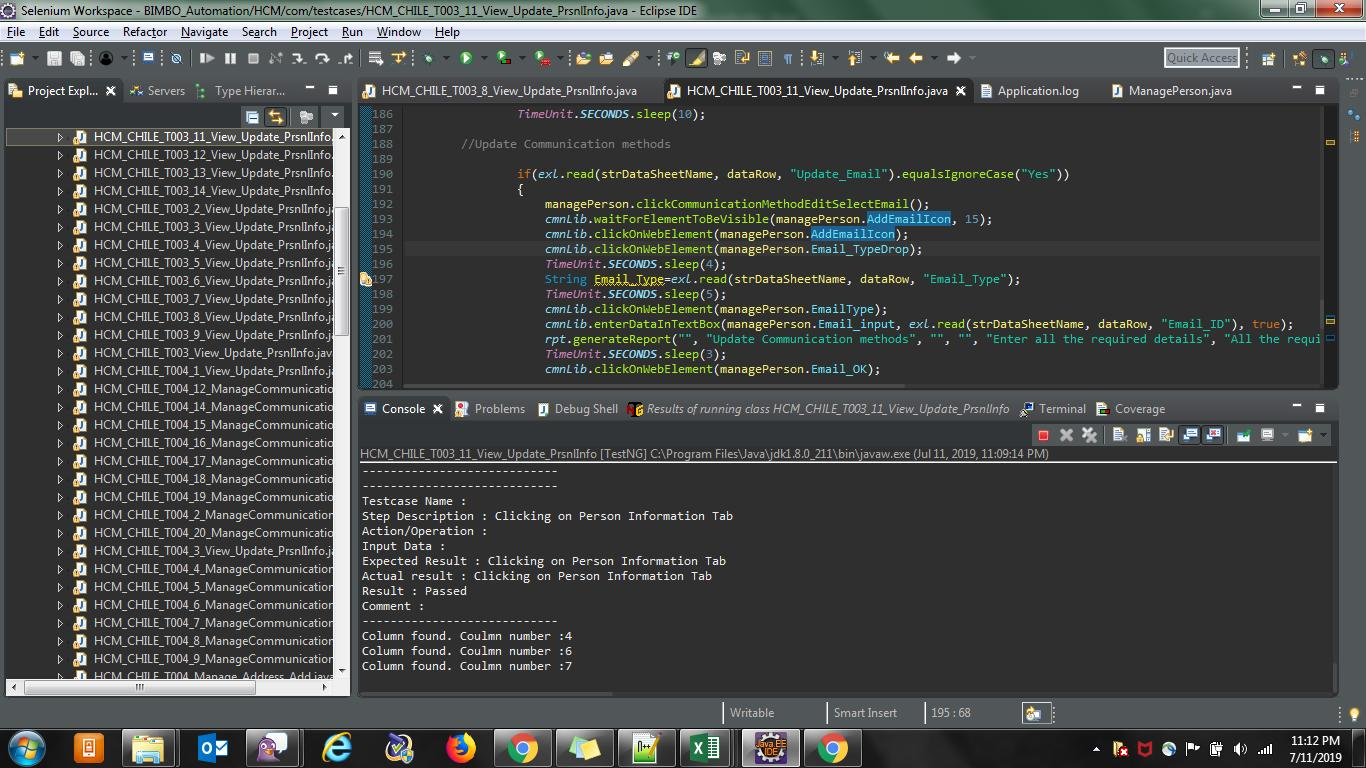 Selenium Workspace - BIMBO_Automation/HCM/com/testcases/HCM_CHILE_T003_11_View_Update_PrsnlInfo.java - Eclipse IDE
File Edit Source Refactor Navigate Search Project Run Window Help
Quick Access
Project Expl... Servers Type Hierar...
HCM_CHILE_T003_11_View_Update_PrsnlInfo.
HCM_CHILE_T003_12_View_Update_PrsnlInfo.
HCM_CHILE_T003_13_View_Update_PrsnlInfo.
HCM_CHILE_T003_14_View_Update_PrsnlInfo.
HCM_CHILE_T003_2_View_Update_PrsnlInfo.ja
HCM_CHILE_T003_3_View_Update_PrsnlInfo.ja
HCM_CHILE_T003_4_View_Update_PrsnlInfo.ja
HCM_CHILE_T003_5_View_Update_PrsnlInfo.ja
HCM_CHILE_T003_6_View_Update_PrsnlInfo.ja
HCM_CHILE_T003_7_View_Update_PrsnlInfo.ja
HCM_CHILE_T003_8_View_Update_PrsnlInfo.ja
HCM_CHILE_T003_9_View_Update_PrsnlInfo.ja
HCM_CHILE_T003_View_Update_PrsnlInfo.java
HCM_CHILE_T004_1_View_Update_PrsnlInfo.ja
HCM_CHILE_T004_12_ManageCommunicatio
HCM_CHILE_T004_14_ManageCommunicatio
HCM_CHILE_T004_15_ManageCommunicatio
HCM_CHILE_T004_16_ManageCommunicatio
HCM_CHILE_T004_17_ManageCommunicatio
HCM_CHILE_T004_18_ManageCommunicatio
HCM_CHILE_T004_19_ManageCommunicatio
HCM_CHILE_T004_2_ManageCommunication
HCM_CHILE_T004_20_ManageCommunicatio
HCM_CHILE_T004_3_View_Update_PrsnlInfo.ja
HCM_CHILE_T004_4_ManageCommunication
HCM_CHILE_T004_5_ManageCommunication
HCM_CHILE_T004_6_ManageCommunication
HCM_CHILE_T004_7_ManageCommunication
HCM_CHILE_T004_8_ManageCommunication
HCM_CHILE_T004_9_ManageCommunication
HCM_CHILE_T004_Manage_Address_Add.java
HCM_CHILE_T003_8_View_Update_PrsnlInfo.java HCM_CHILE_T003_11_View_Update_PrsnlInfo.java Application.log ManagePerson.java
186 TimeUnit.SECONDS.sleep(10);
187
188 //Update Communication methods
189
190 if(exl.read(strDataSheetName, dataRow, "Update_Email").equalsIgnoreCase("Yes"))
191 {
192 managePerson.clickCommunicationMethodEditSelectEmail();
193 cmnLib.waitForElementToBeVisible(managePerson.AddEmailIcon, 15);
194 cmnLib.clickOnWebElement(managePerson.AddEmailIcon);
195 cmnLib.clickOnWebElement(managePerson.Email_TypeDrop);
196 TimeUnit.SECONDS.sleep(4);
197 String Email_Type=exl.read(strDataSheetName, dataRow, "Email_Type");
198 TimeUnit.SECONDS.sleep(5);
199 cmnLib.clickOnWebElement(managePerson.EmailType);
200 cmnLib.enterDataInTextBox(managePerson.Email_input, exl.read(strDataSheetName, dataRow, "Email_ID"), true);
201 rpt.generateReport("", "Update Communication methods", "", "", "Enter all the required details", "All the requi
202 TimeUnit.SECONDS.sleep(3);
203 cmnLib.clickOnWebElement(managePerson.Email_OK);
204
Console Problems Debug Shell Results of running class HCM_CHILE_T003_11_View_Update_PrsnlInfo Terminal Coverage
HCM_CHILE_T003_11_View_Update_PrsnlInfo [TestNG] C:\Program Files\Java\jdk1.8.0_211\bin\javaw.exe (Jul 11, 2019, 11:09:14 PM)
----------------------------
----------------------------
Testcase Name :
Step Description : Clicking on Person Information Tab
Action/Operation :
Input Data :
Expected Result : Clicking on Person Information Tab
Actual result : Clicking on Person Information Tab
Result : Passed
Comment :
----------------------------
Column found. Coulmn number :4
Column found. Coulmn number :6
Column found. Coulmn number :7
Writable Smart Insert 195 : 68
Java EE IDE
11:12 PM
7/11/2019